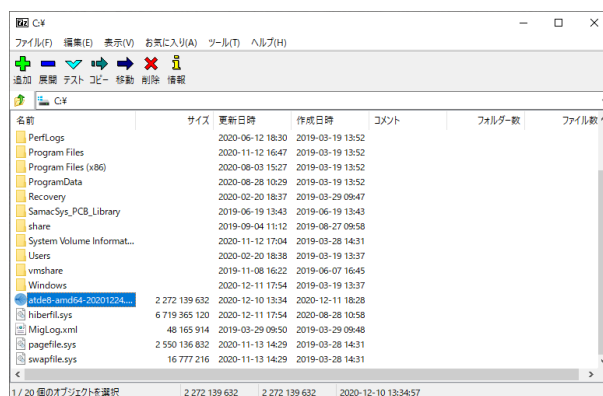 C:¥
ファイル(F) 編集(E) 表示(V) お気に入り(A) ツール(T) ヘルプ(H)
追加 展開 テスト コピー 移動 削除 情報
C:¥
名前 サイズ 更新日時 作成日時 コメント フォルダー数 ファイル数
PerfLogs 2020-06-12 18:30 2019-03-19 13:52
Program Files 2020-11-12 16:47 2019-03-19 13:52
Program Files (x86) 2020-08-03 15:27 2019-03-19 13:52
ProgramData 2020-08-28 10:29 2019-03-19 13:52
Recovery 2020-02-20 18:37 2019-03-29 09:47
SamacSys_PCB_Library 2019-06-19 13:43 2019-06-19 13:43
share 2019-09-04 11:12 2019-08-27 09:58
System Volume Informat... 2020-11-12 17:04 2019-03-28 14:31
Users 2020-02-20 18:38 2019-03-19 13:37
vmshare 2019-11-08 16:22 2019-06-07 16:45
Windows 2020-12-11 17:54 2019-03-19 13:37
atde8-amd64-20201224.... 2 272 139 632 2020-12-10 13:34 2020-12-11 18:28
hiberfil.sys 6 719 365 120 2020-12-11 17:54 2020-08-28 10:58
MigLog.xml 48 165 914 2019-03-29 09:50 2019-03-29 09:48
pagefile.sys 2 550 136 832 2020-11-13 14:29 2019-03-28 14:31
swapfile.sys 16 777 216 2020-11-13 14:29 2019-03-28 14:31
1 / 20 個のオブジェクトを選択 2 272 139 632 2 272 139 632 2020-12-10 13:34:57